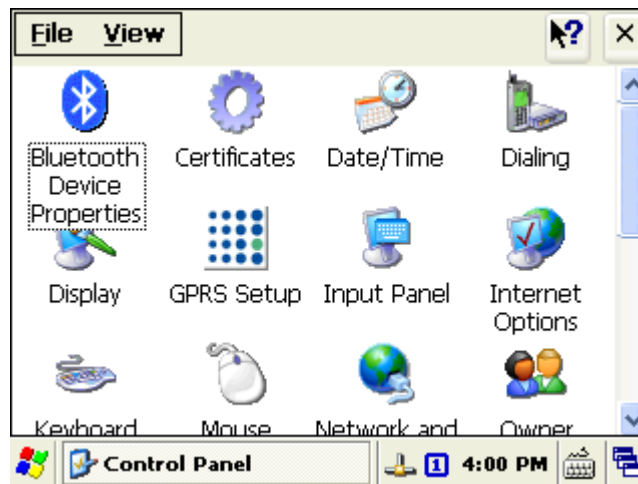 File View
?
Bluetooth Device Properties
Certificates
Date/Time
Dialing
Display
GPRS Setup
Input Panel
Internet Options
Keyboard
Mouse
Network and
Owner
Control Panel
1
4:00 PM